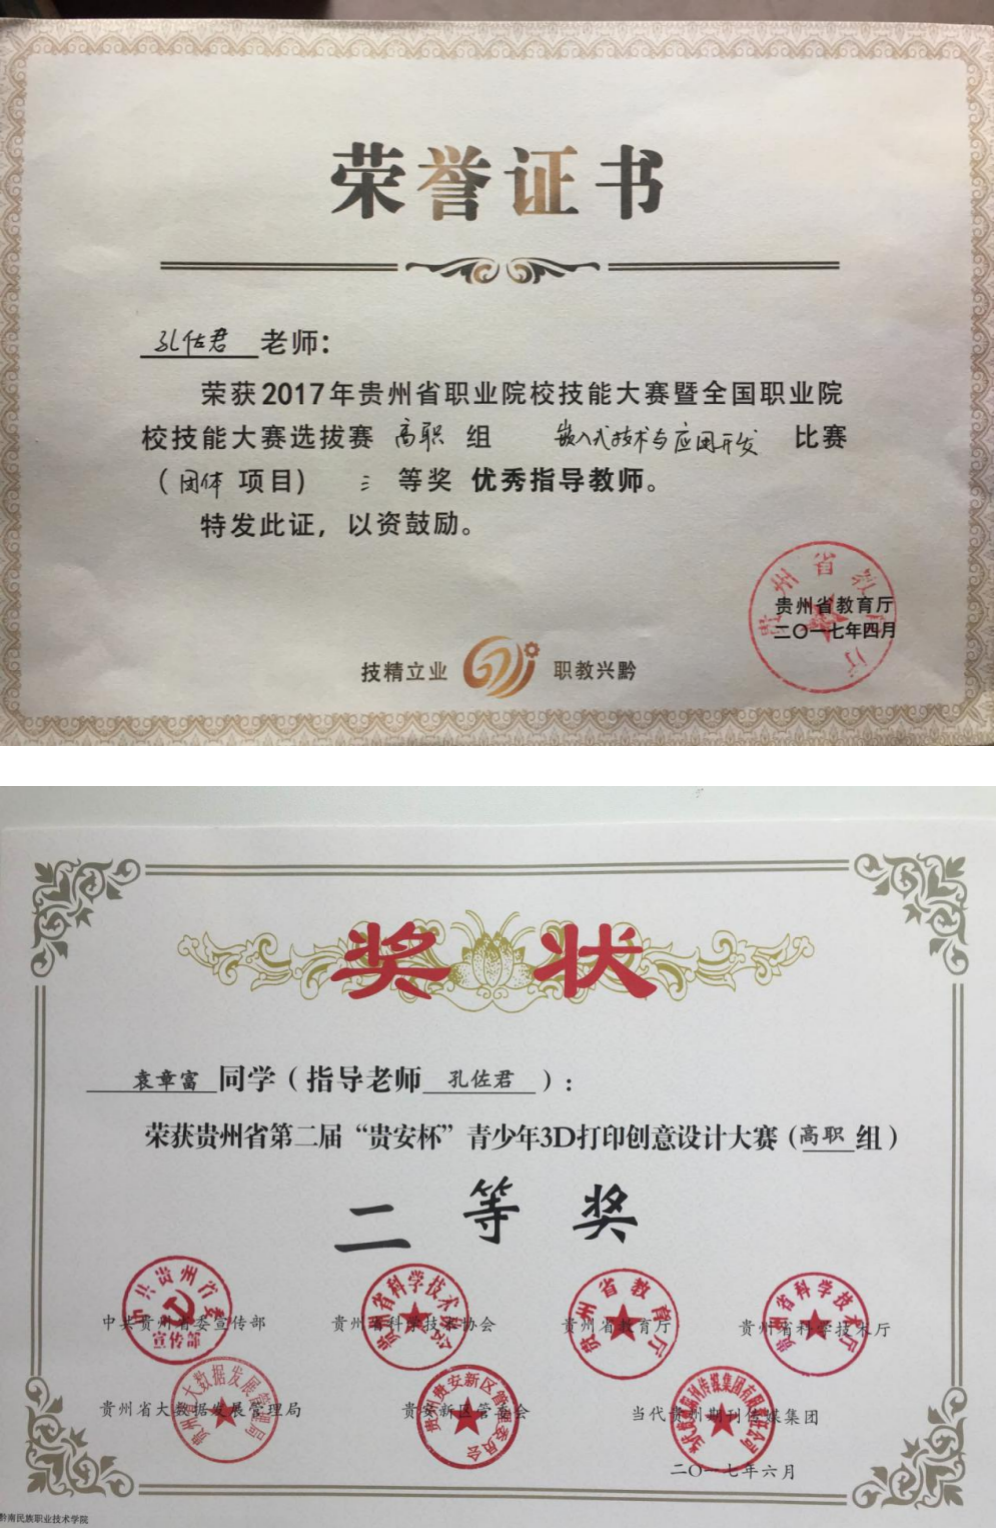 荣誉证书
孔佐君 老师：
荣获2017年贵州省职业院校技能大赛暨全国职业院
校技能大赛选拔赛 高职 组 嵌入式技术与应用开发 比赛
（团体 项目） 三 等奖 优秀指导教师。
特发此证，以资鼓励。
贵州省教育厅
二〇一七年四月
技精立业 职教兴黔
奖 状
袁章富 同学（指导老师 孔佐君 ）：
荣获贵州省第二届“贵安杯”青少年3D打印创意设计大赛（高职 组）
二 等 奖
中共贵州省委宣传部 贵州省科学技术协会 贵州省教育厅 贵州省科学技术厅
贵州省大数据发展管理局 贵安新区管委会 当代贵州期刊传媒集团
二〇一七年六月
黔南民族职业技术学院